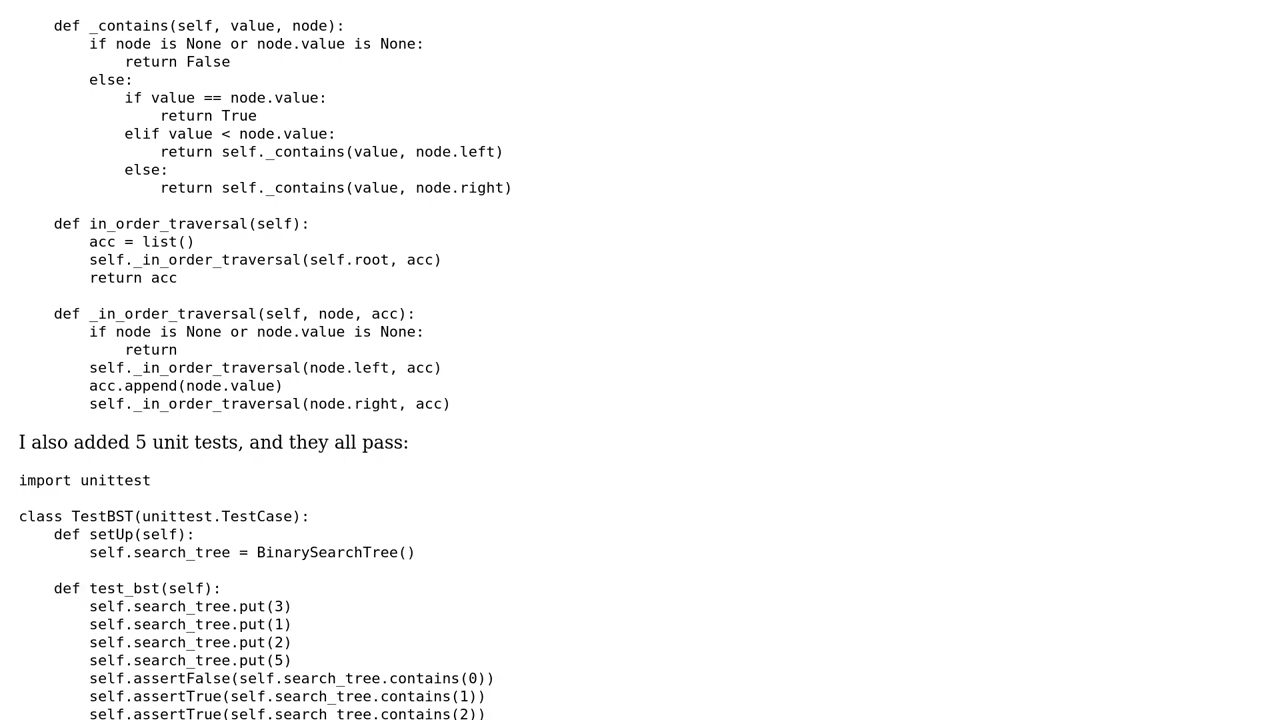 def _contains(self, value, node):
if node is None or node.value is None:
return False
else:
if value == node.value:
return True
elif value < node.value:
return self._contains(value, node.left)
else:
return self._contains(value, node.right)
def in_order_traversal(self):
acc = list()
self._in_order_traversal(self.root, acc)
return acc
def _in_order_traversal(self, node, acc):
if node is None or node.value is None:
return
self._in_order_traversal(node.left, acc)
acc.append(node.value)
self._in_order_traversal(node.right, acc)
I also added 5 unit tests, and they all pass:
import unittest
class TestBST(unittest.TestCase):
def setUp(self):
self.search_tree = BinarySearchTree()
def test_bst(self):
self.search_tree.put(3)
self.search_tree.put(1)
self.search_tree.put(2)
self.search_tree.put(5)
self.assertFalse(self.search_tree.contains(0))
self.assertTrue(self.search_tree.contains(1))
self.assertTrue(self.search_tree.contains(2))